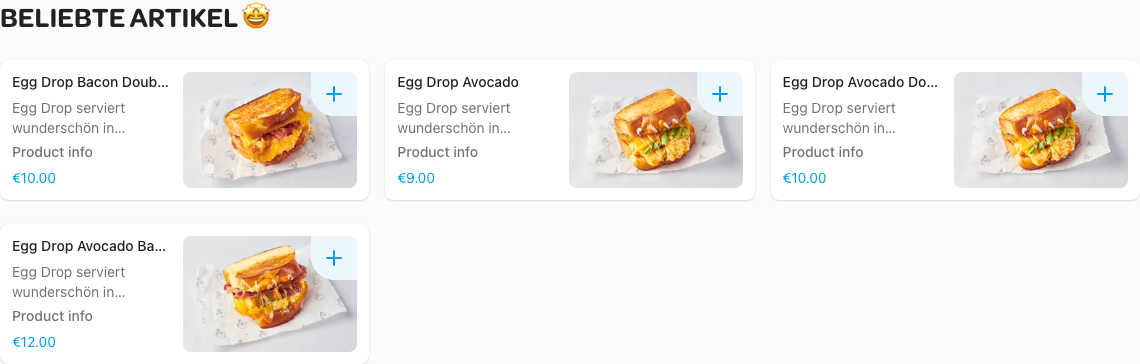 BELIEBTE ARTIKEL 🤩
Egg Drop Bacon Doub...
Egg Drop serviert
wunderschön in...
Product info
€10.00
Egg Drop Avocado
Egg Drop serviert
wunderschön in...
Product info
€9.00
Egg Drop Avocado Do...
Egg Drop serviert
wunderschön in...
Product info
€10.00
Egg Drop Avocado Ba...
Egg Drop serviert
wunderschön in...
Product info
€12.00